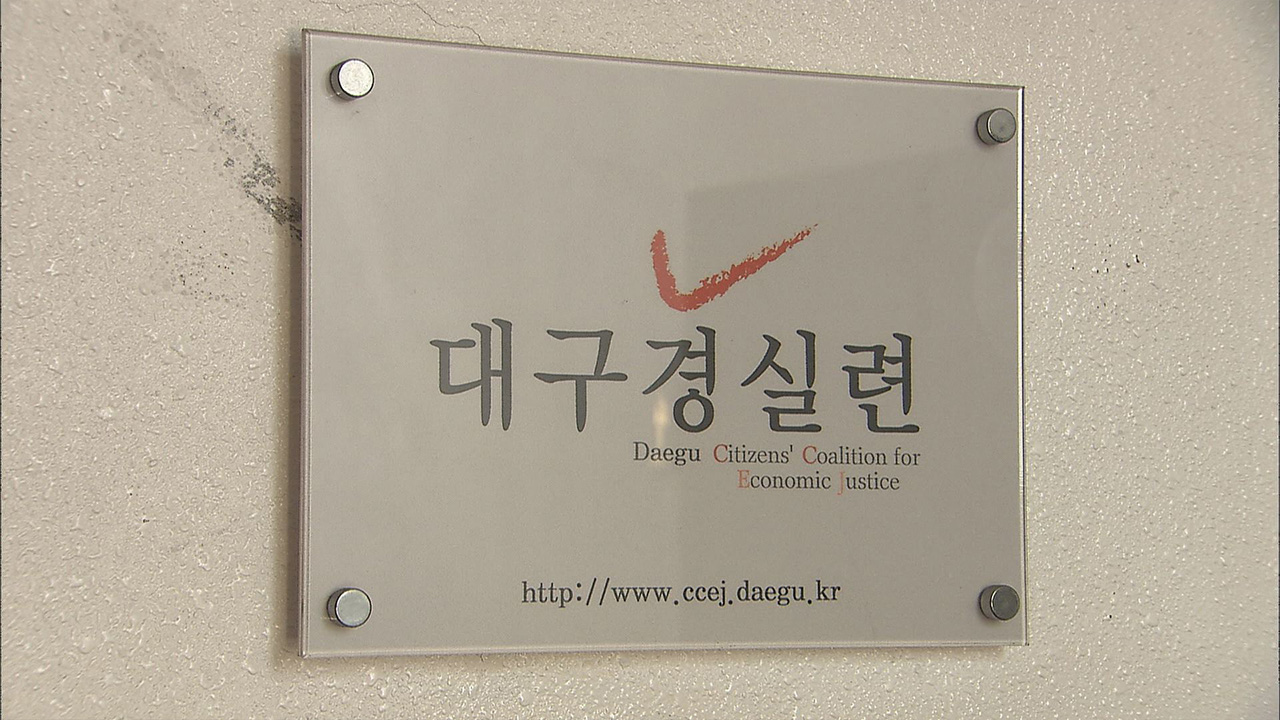 대구경실련
Daegu Citizens' Coalition for
Economic Justice
http://www.ccej.daegu.kr